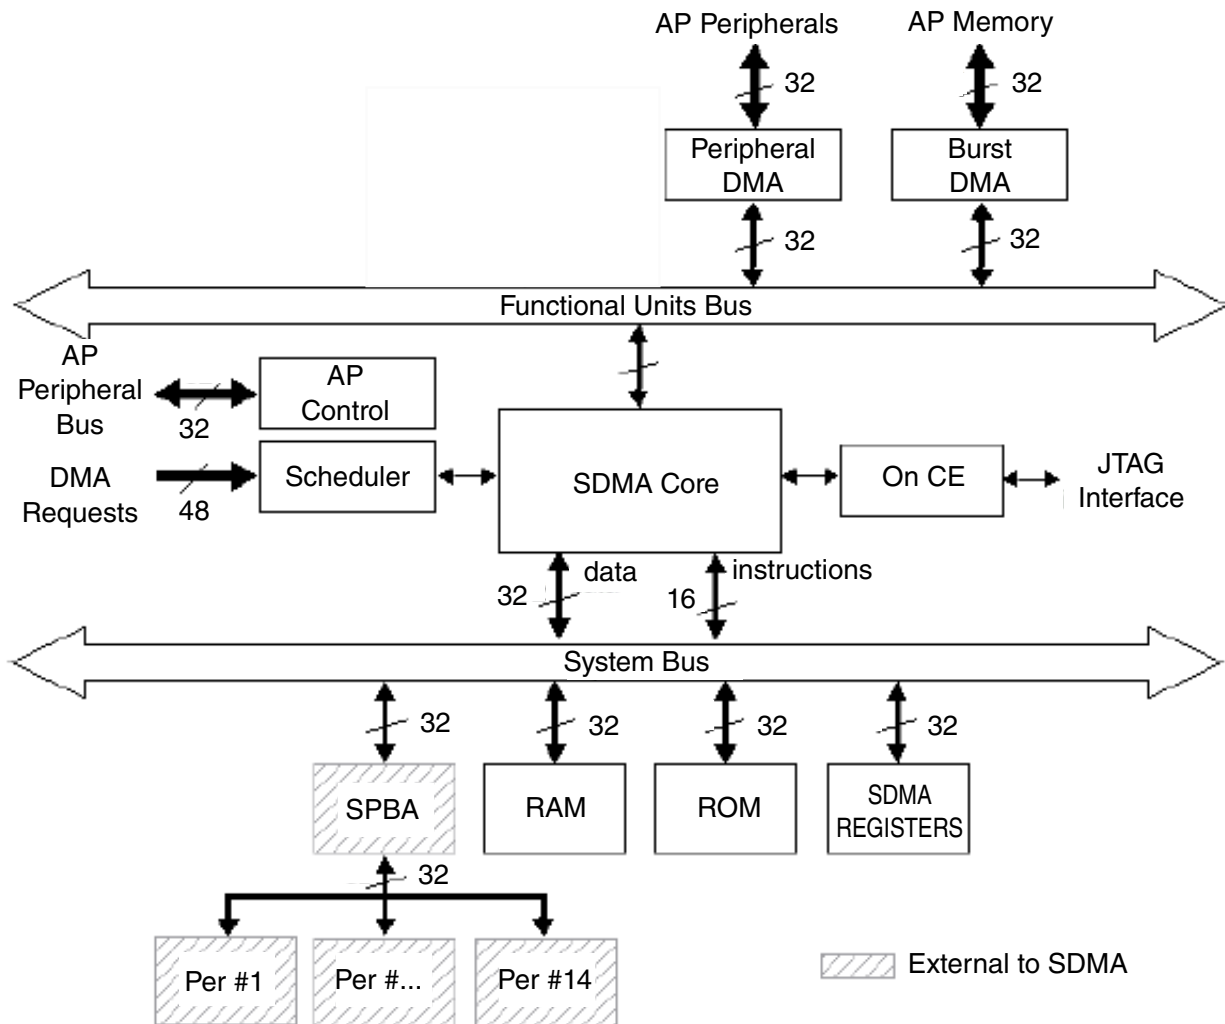 AP Peripherals
AP Memory
32
32
Peripheral
DMA
Burst
DMA
32
32
Functional Units Bus
AP
Peripheral
Bus
32
AP
Control
DMA
Requests
48
Scheduler
SDMA Core
On CE
JTAG
Interface
data
instructions
32
16
System Bus
32
32
32
32
SPBA
RAM
ROM
SDMA
REGISTERS
32
Per #1
Per #...
Per #14
External to SDMA